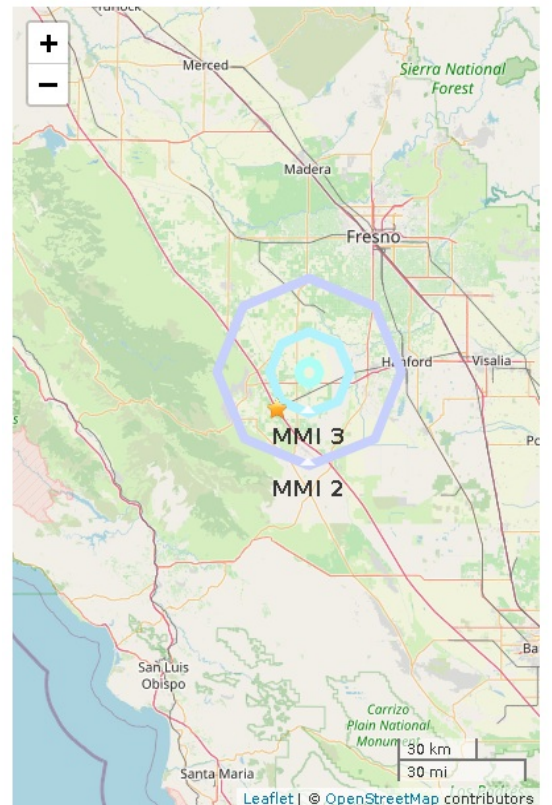 Turlock
+
−
Merced
Sierra National
Forest
Madera
Fresno
Hanford
Visalia
MMI 3
MMI 2
San Luis
Obispo
Carrizo
Plain National
Monument
30 km
30 mi
Santa Maria
Leaflet | © OpenStreetMap contributors